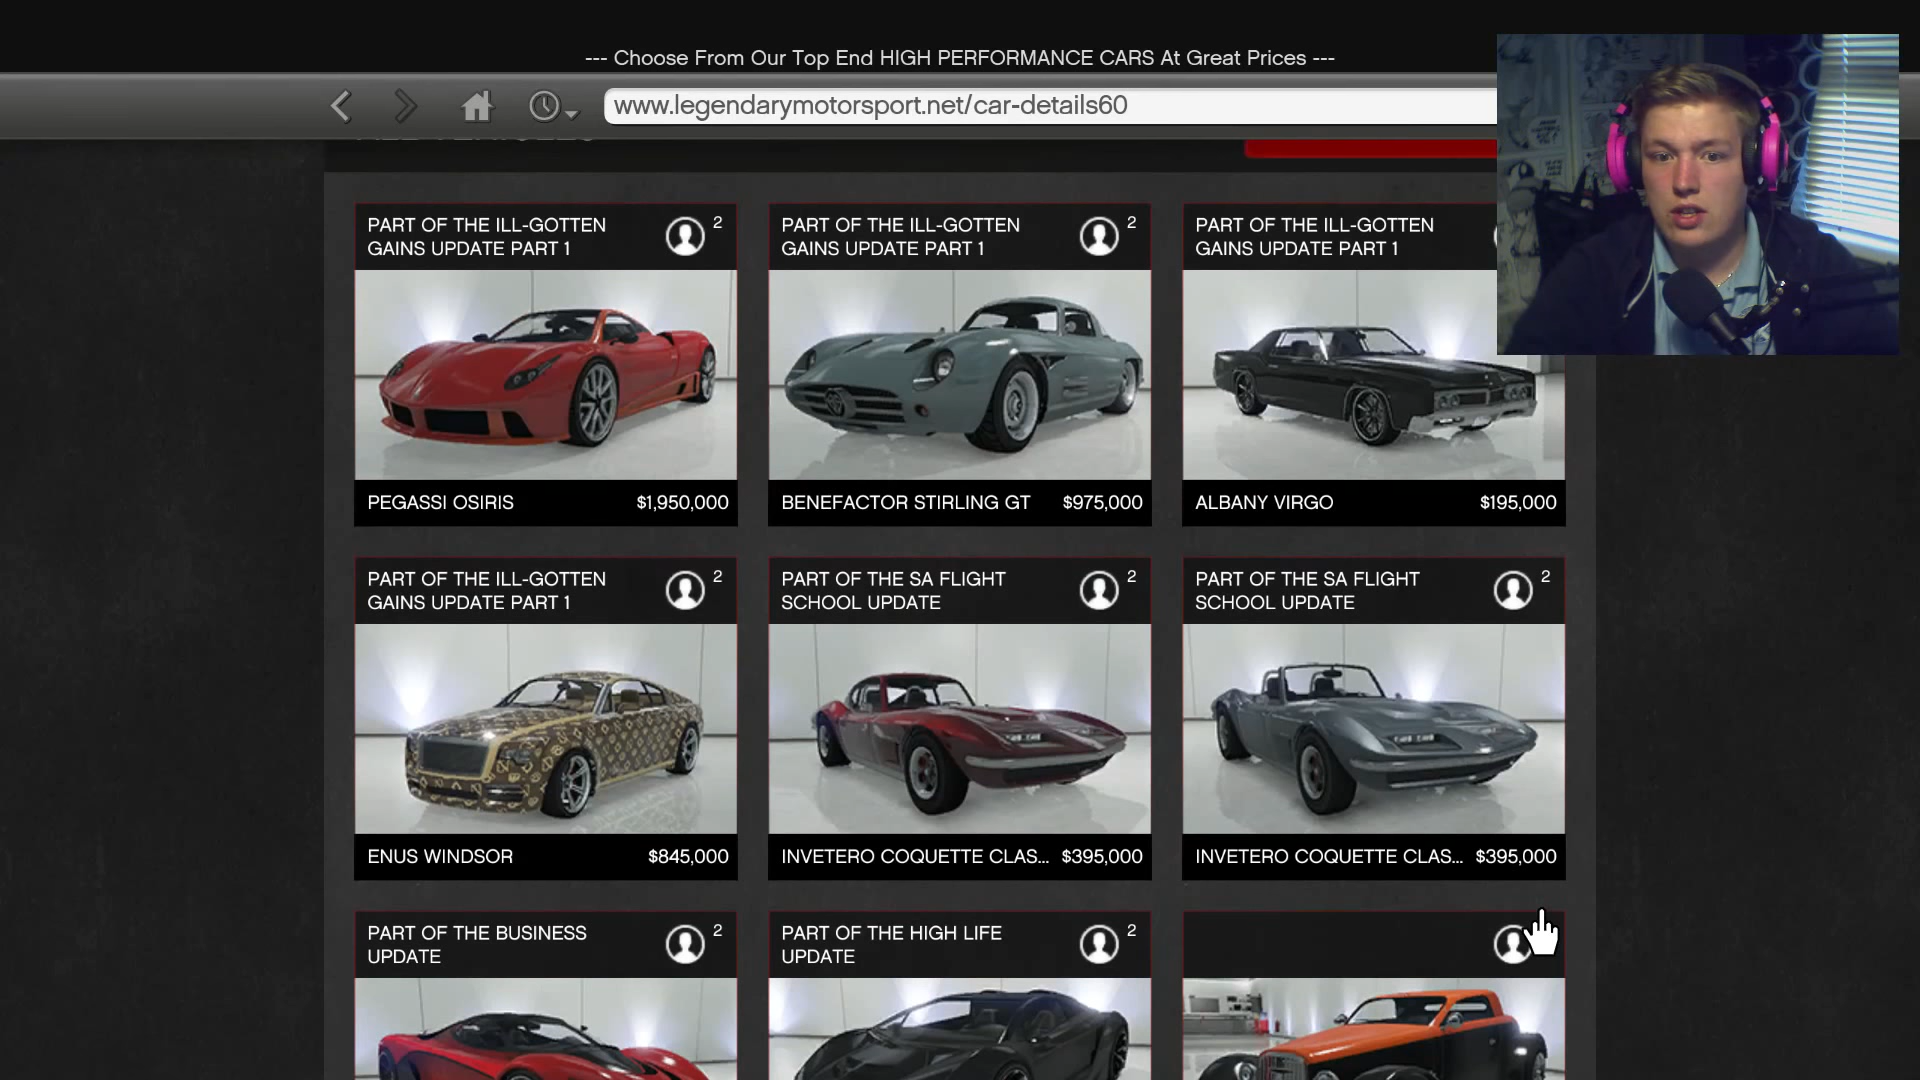 --- Choose From Our Top End HIGH PERFORMANCE CARS At Great Prices ---
www.legendarymotorsport.net/car-details60
PART OF THE ILL-GOTTEN
GAINS UPDATE PART 1
2
PART OF THE ILL-GOTTEN
GAINS UPDATE PART 1
2
PART OF THE ILL-GOTTEN
GAINS UPDATE PART 1
PEGASSI OSIRIS $1,950,000
BENEFACTOR STIRLING GT $975,000
ALBANY VIRGO $195,000
PART OF THE ILL-GOTTEN
GAINS UPDATE PART 1
2
PART OF THE SA FLIGHT
SCHOOL UPDATE
2
PART OF THE SA FLIGHT
SCHOOL UPDATE
2
ENUS WINDSOR $845,000
INVETERO COQUETTE CLAS... $395,000
INVETERO COQUETTE CLAS... $395,000
PART OF THE BUSINESS
UPDATE
2
PART OF THE HIGH LIFE
UPDATE
2